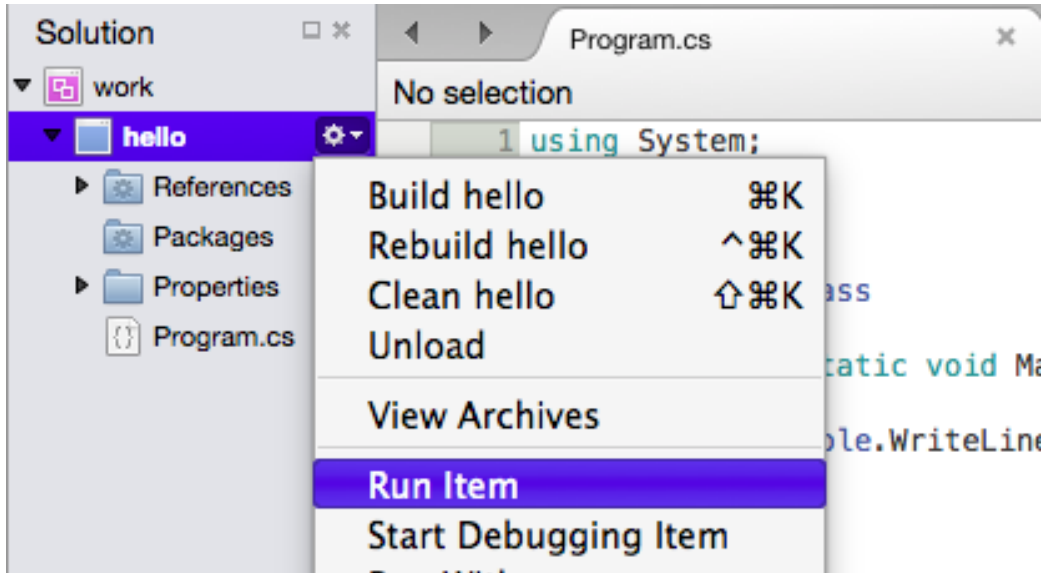 Solution
Program.cs
work
No selection
hello
1 using System;
References
Build hello ⌘K
Packages
Rebuild hello ^⌘K
Properties
Clean hello ⇧⌘K
ass
Program.cs
Unload
tatic void Ma
View Archives
ole.WriteLine
Run Item
Start Debugging Item